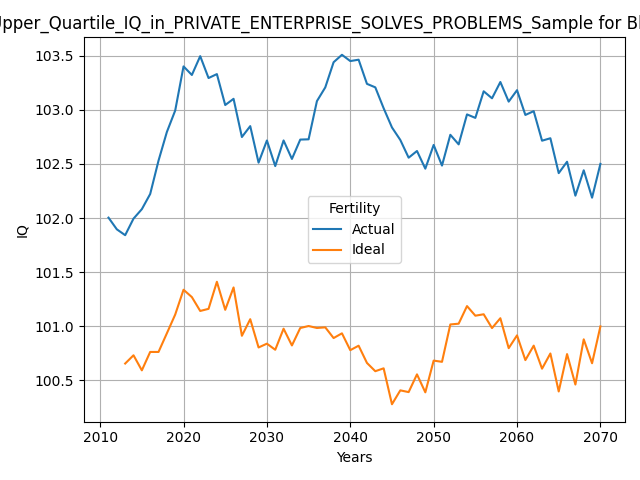 Upper_Quartile_IQ_in_PRIVATE_ENTERPRISE_SOLVES_PROBLEMS_Sample for
103.5
103.0
102.5
102.0
101.5
101.0
100.5
IQ
Fertility
Actual
Ideal
2010 2020 2030 2040 2050 2060 2070
Years